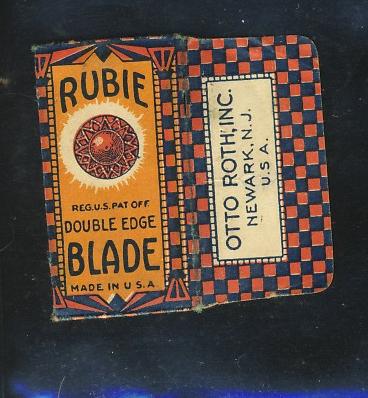 RUBIE
REG.U.S.PAT OFF.
DOUBLE EDGE
BLADE
MADE IN U.S.A.
OTTO ROTH, INC.
NEWARK, N.J.
U.S.A.